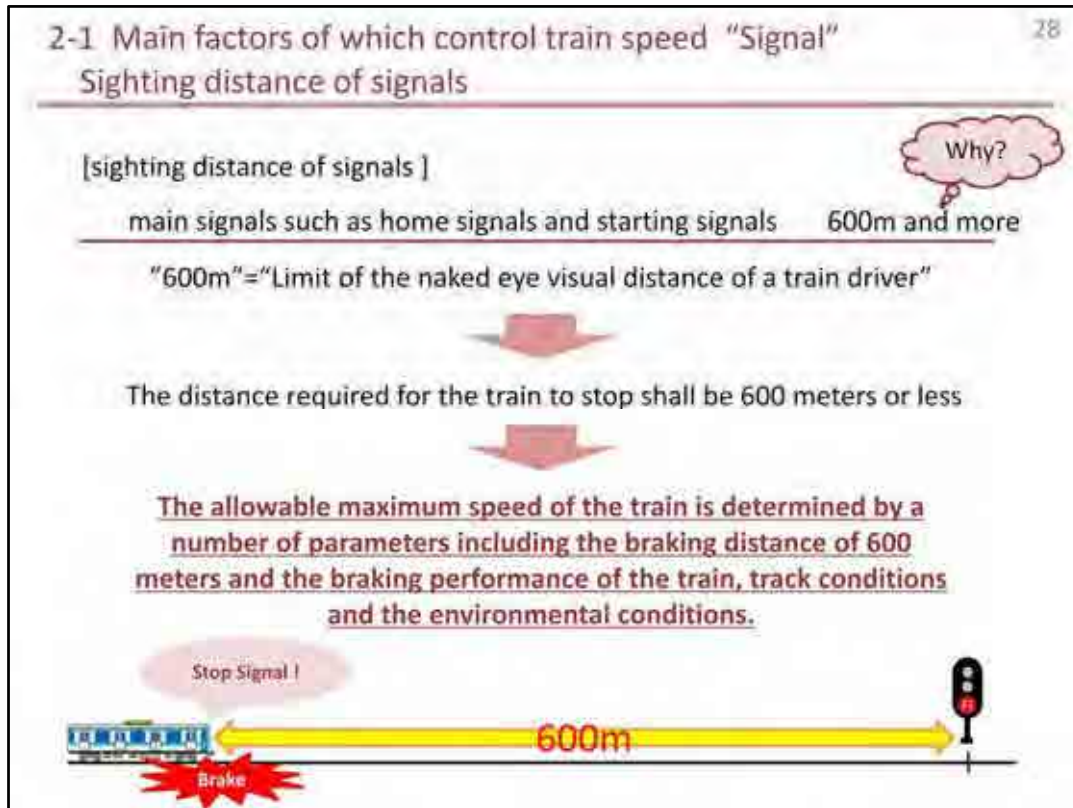 2-1 Main factors of which control train speed "Signal"
28
Sighting distance of signals
Why?
[sighting distance of signals ]
main signals such as home signals and starting signals 600m and more
"600m"="Limit of the naked eye visual distance of a train driver"
The distance required for the train to stop shall be 600 meters or less
The allowable maximum speed of the train is determined by a
number of parameters including the braking distance of 600
meters and the braking performance of the train, track conditions
and the environmental conditions.
Stop Signal !
600m
Brake